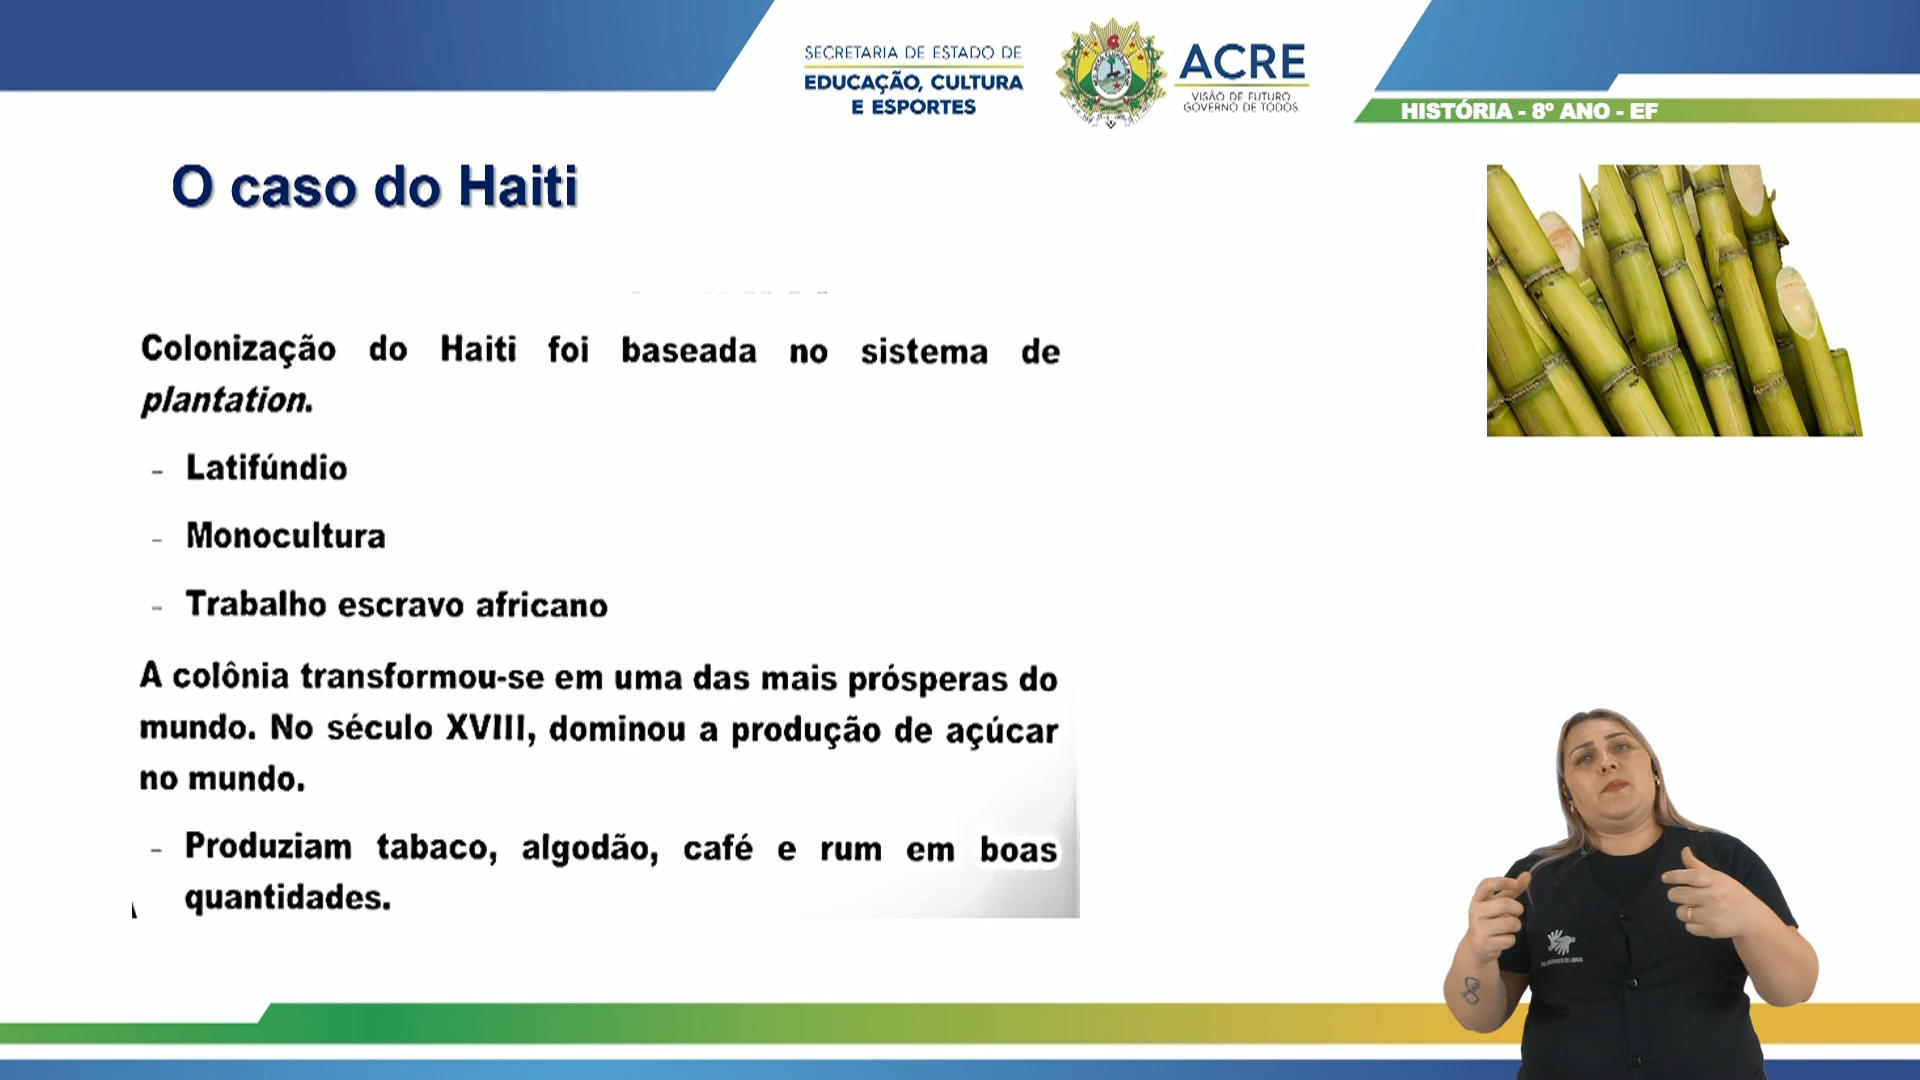 SECRETARIA DE ESTADO DE
EDUCAÇÃO, CULTURA
E ESPORTES
ACRE
VISÃO DE FUTURO
GOVERNO DE TODOS
HISTÓRIA - 8º ANO - EF
O caso do Haiti
Colonização do Haiti foi baseada no sistema de
plantation.
- Latifúndio
- Monocultura
- Trabalho escravo africano
A colônia transformou-se em uma das mais prósperas do
mundo. No século XVIII, dominou a produção de açúcar
no mundo.
- Produziam tabaco, algodão, café e rum em boas
quantidades.